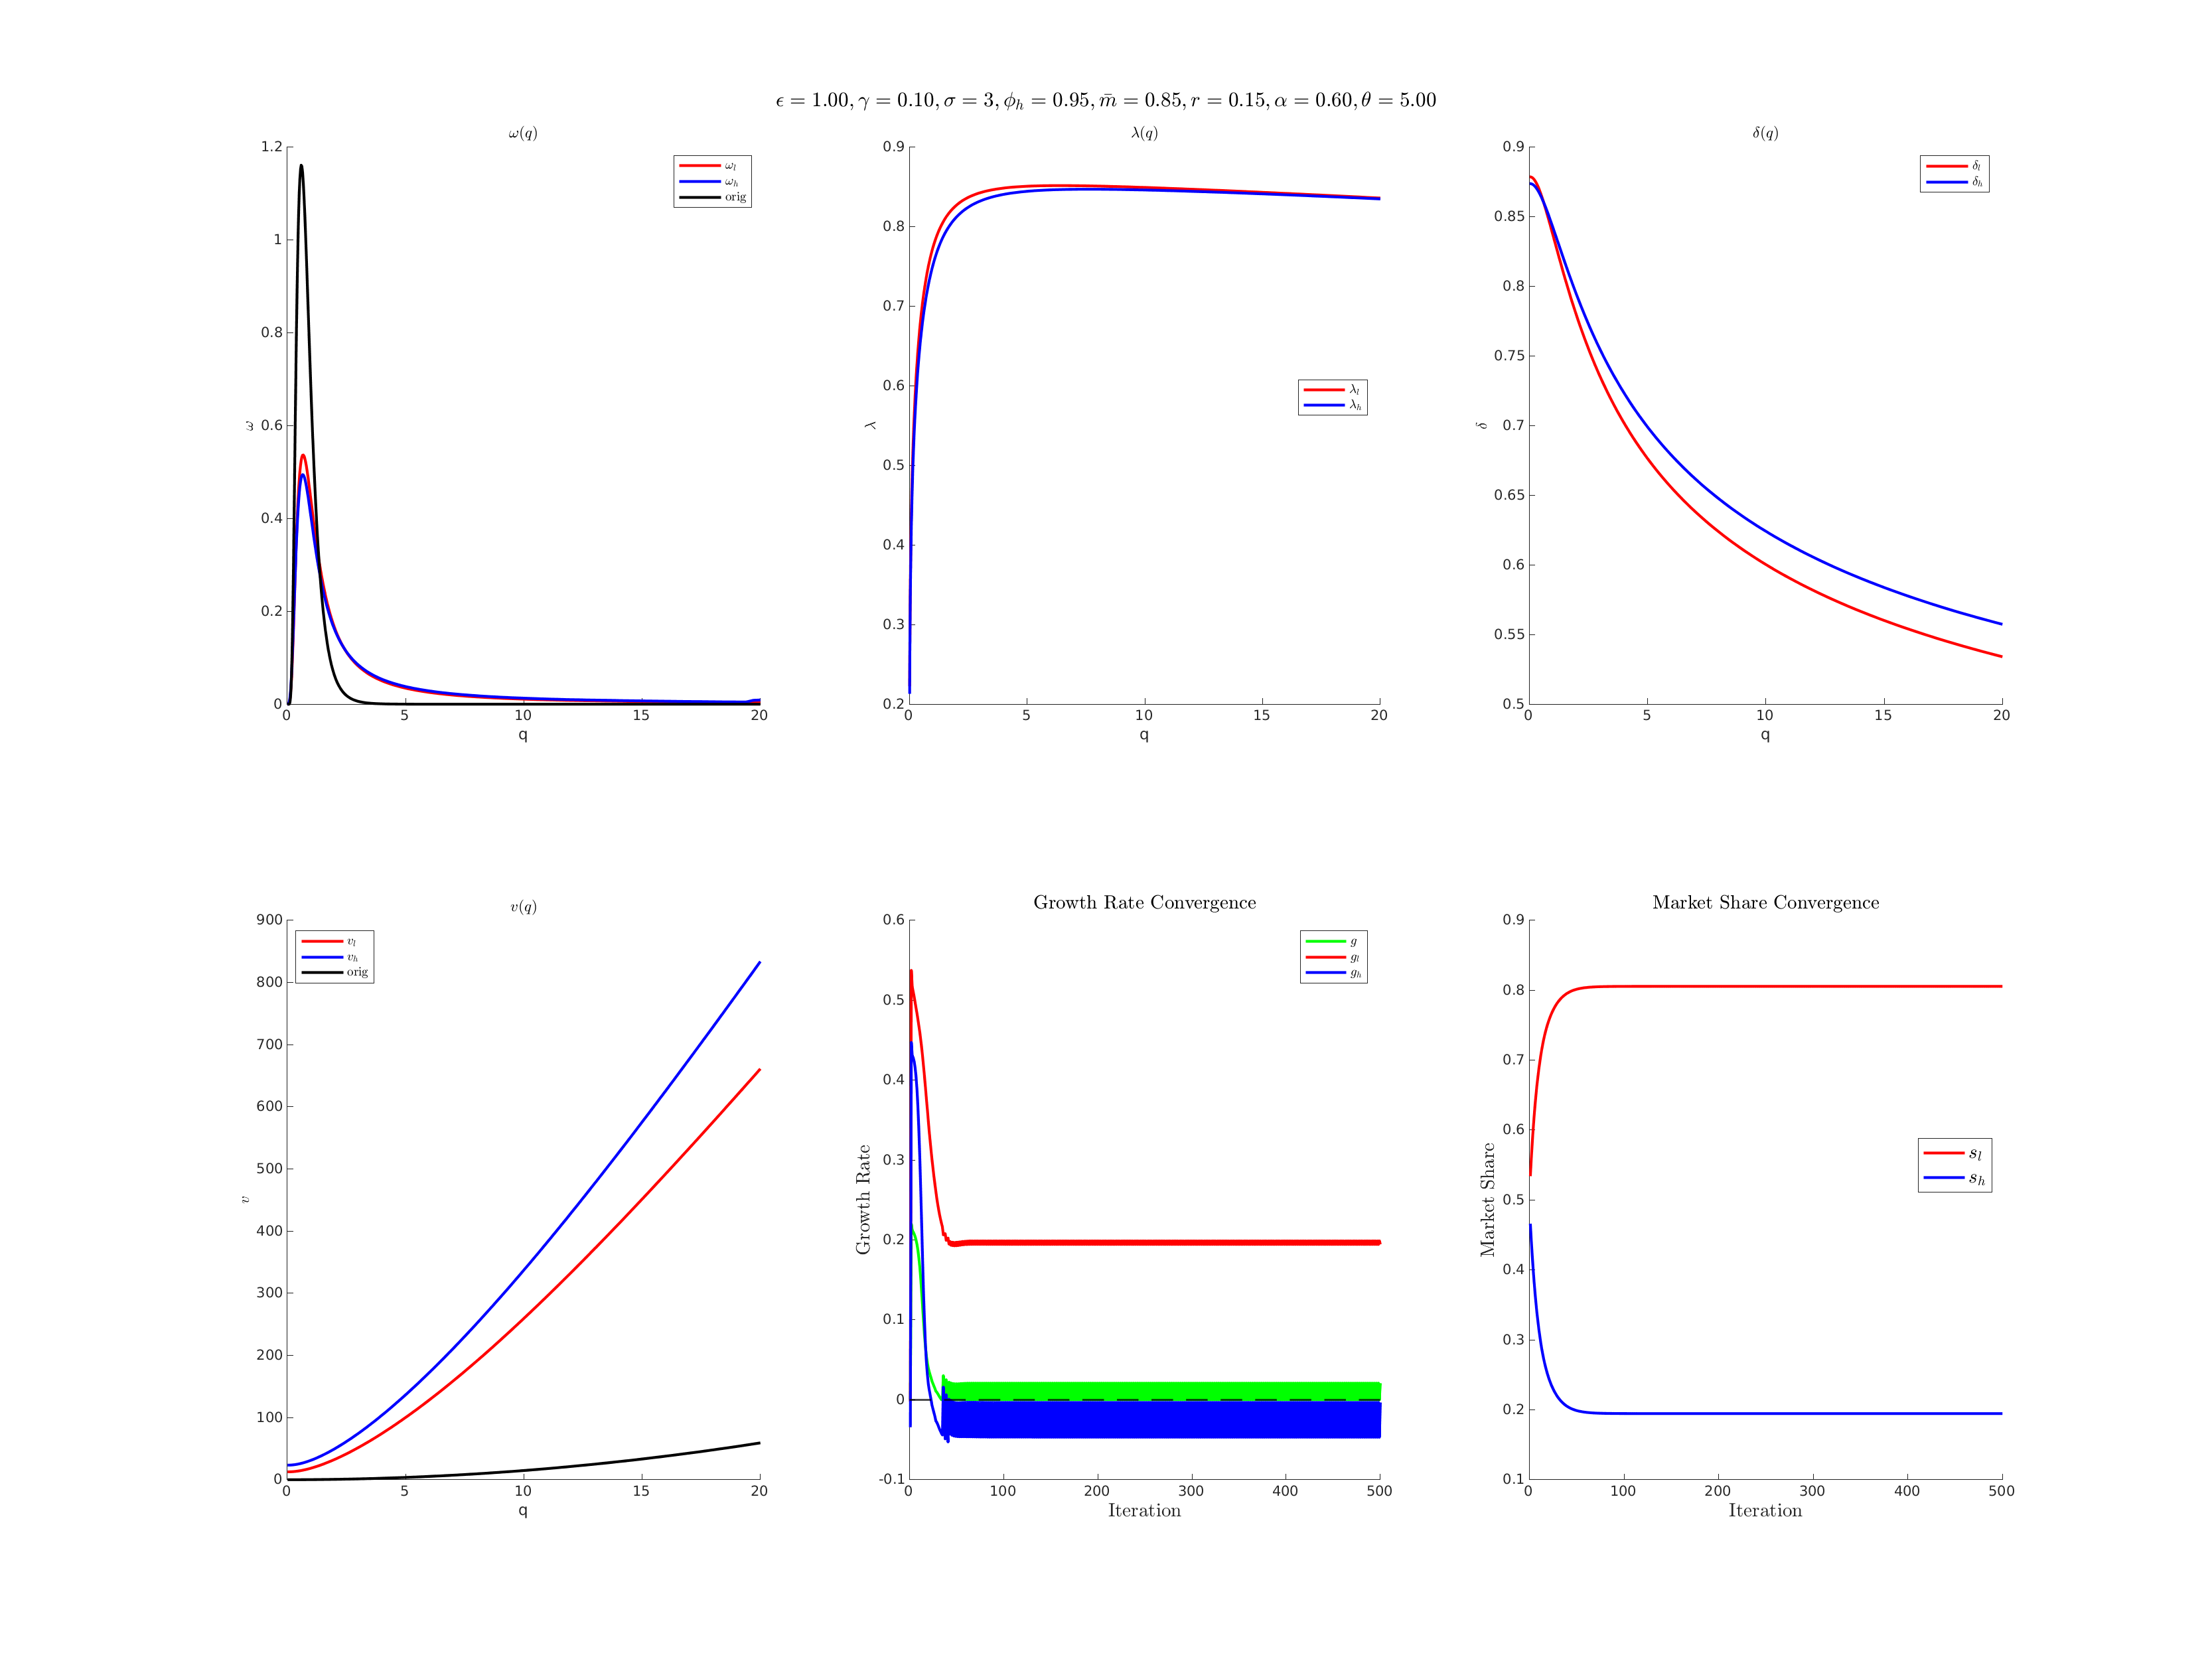 ϵ = 1.00, γ = 0.10, σ = 3, ϕ_h = 0.95, m̄ = 0.85, r = 0.15, α = 0.60, θ = 5.00
ω(q)
1.2
1
0.8
0.6
0.4
0.2
0
ω
ω_l
ω_h
orig
0 5 10 15 20
q
λ(q)
0.9
0.8
0.7
0.6
0.5
0.4
0.3
0.2
λ
λ_l
λ_h
0 5 10 15 20
q
δ(q)
0.9
0.85
0.8
0.75
0.7
0.65
0.6
0.55
0.5
δ
δ_l
δ_h
0 5 10 15 20
q
v(q)
900
800
700
600
500
400
300
200
100
0
v
v_l
v_h
orig
0 5 10 15 20
q
Growth Rate Convergence
0.6
0.5
0.4
0.3
0.2
0.1
0
-0.1
Growth Rate
g
g_l
g_h
0 100 200 300 400 500
Iteration
Market Share Convergence
0.9
0.8
0.7
0.6
0.5
0.4
0.3
0.2
0.1
Market Share
s_l
s_h
0 100 200 300 400 500
Iteration